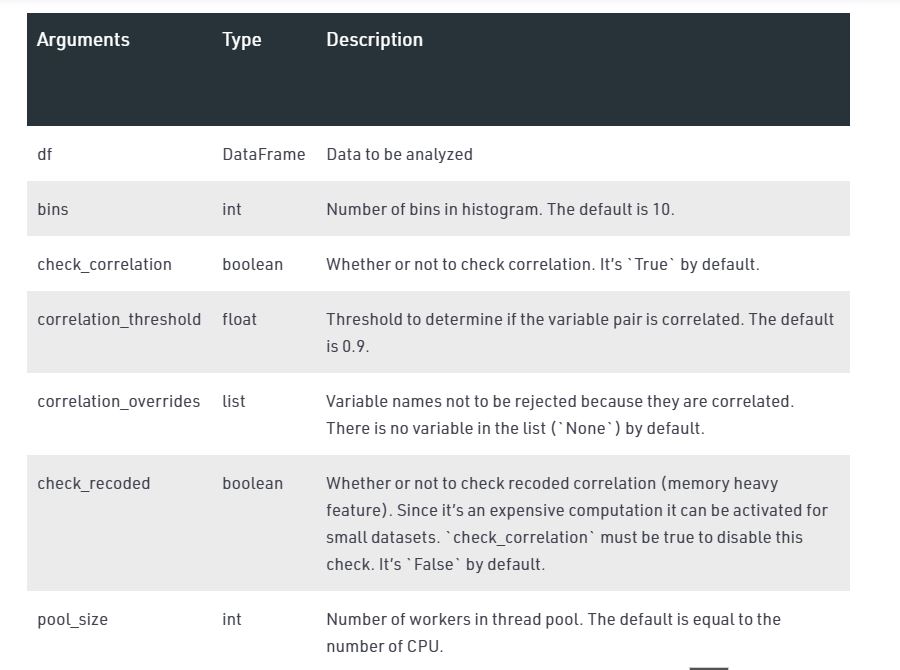 Arguments Type Description
df DataFrame Data to be analyzed
bins int Number of bins in histogram. The default is 10.
check_correlation boolean Whether or not to check correlation. It's `True` by default.
correlation_threshold float Threshold to determine if the variable pair is correlated. The default
is 0.9.
correlation_overrides list Variable names not to be rejected because they are correlated.
There is no variable in the list (`None`) by default.
check_recoded boolean Whether or not to check recoded correlation (memory heavy
feature). Since it's an expensive computation it can be activated for
small datasets. `check_correlation` must be true to disable this
check. It's `False` by default.
pool_size int Number of workers in thread pool. The default is equal to the
number of CPU.